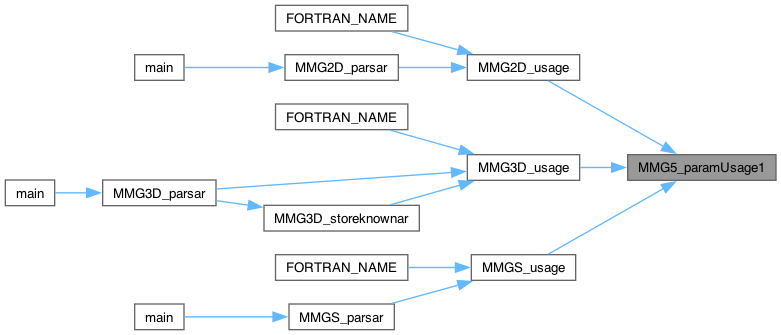 FORTRAN_NAME
main
MMG2D_parsar
MMG2D_usage
FORTRAN_NAME
MMG3D_usage
MMG5_paramUsage1
main
MMG3D_parsar
MMG3D_storeknownar
FORTRAN_NAME
MMGS_usage
main
MMGS_parsar